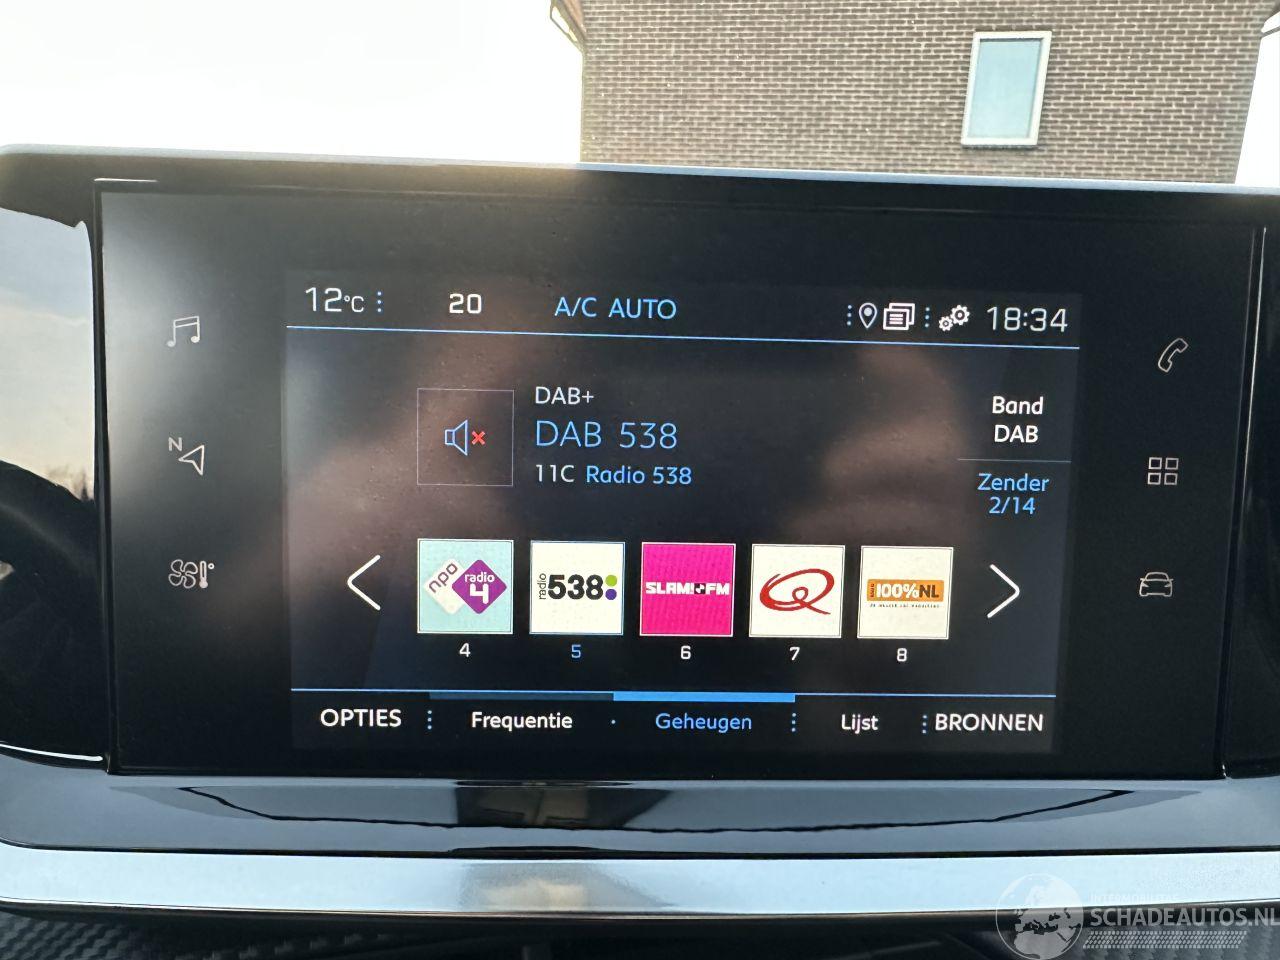 12°C 20 A/C AUTO 18:34
DAB+
DAB 538
11C Radio 538
Band
DAB
Zender
2/14
N
npo radio 4
radio 538
SLAM!FM
Q
100%NL
4 5 6 7 8
OPTIES Frequentie Geheugen Lijst BRONNEN
SCHADEAUTOS.NL